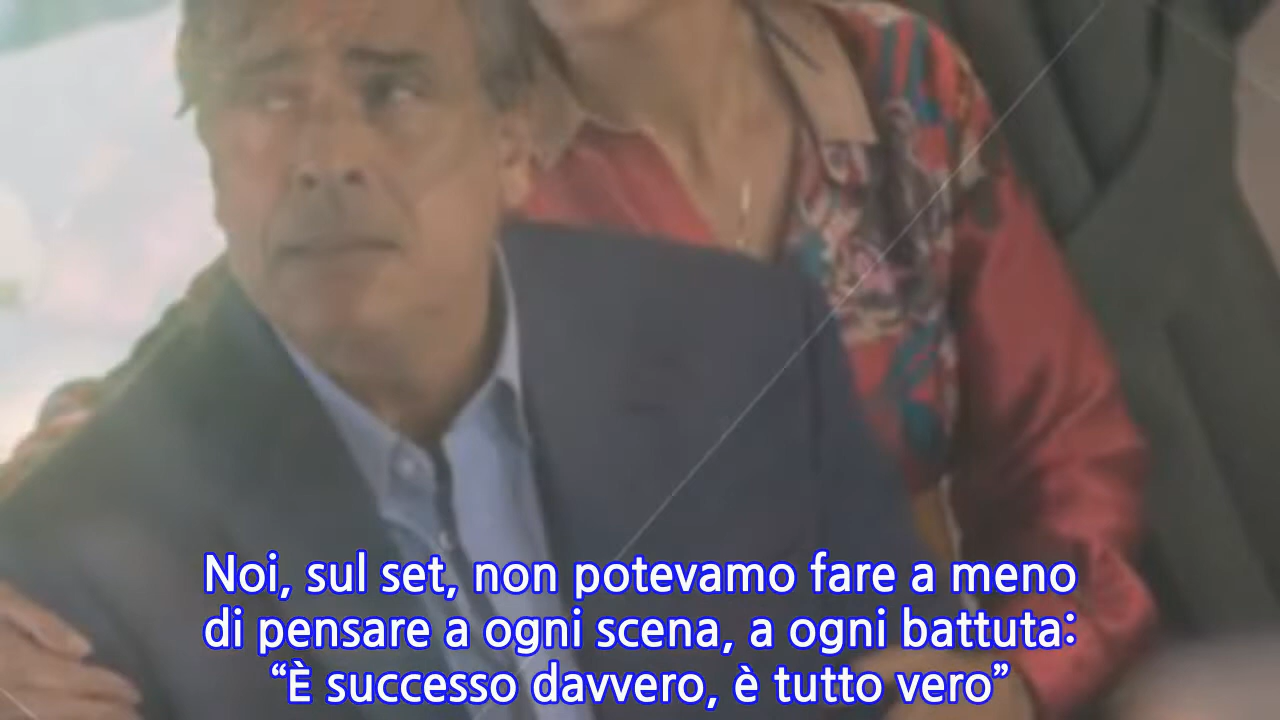 Noi, sul set, non potevamo fare a meno
di pensare a ogni scena, a ogni battuta:
“È successo davvero, è tutto vero”